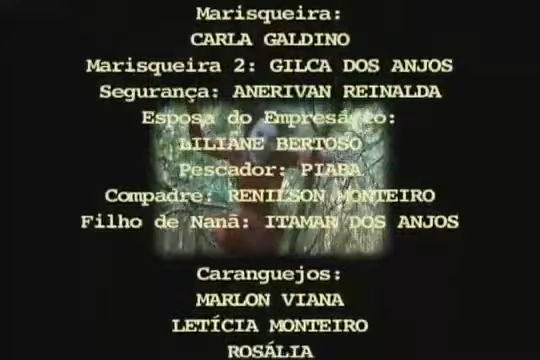 Marisqueira:
CARLA GALDINO
Marisqueira 2: GILCA DOS ANJOS
Segurança: ANERIVAN REINALDA
Esposa do Empresário:
LILIANE BERTOSO
Pescador: PIABA
Compadre: RENILSON MONTEIRO
Filho de Nanã: ITAMAR DOS ANJOS
Caranguejos:
MARLON VIANA
LETÍCIA MONTEIRO
ROSÁLIA